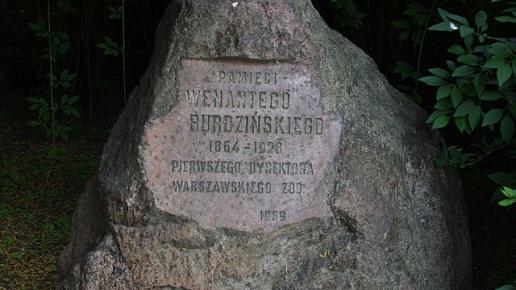 PAMIĘCI
WENANTEGO
BURDZIŃSKIEGO
1864-1928
PIERWSZEGO DYREKTORA
WARSZAWSKIEGO ZOO.
1959